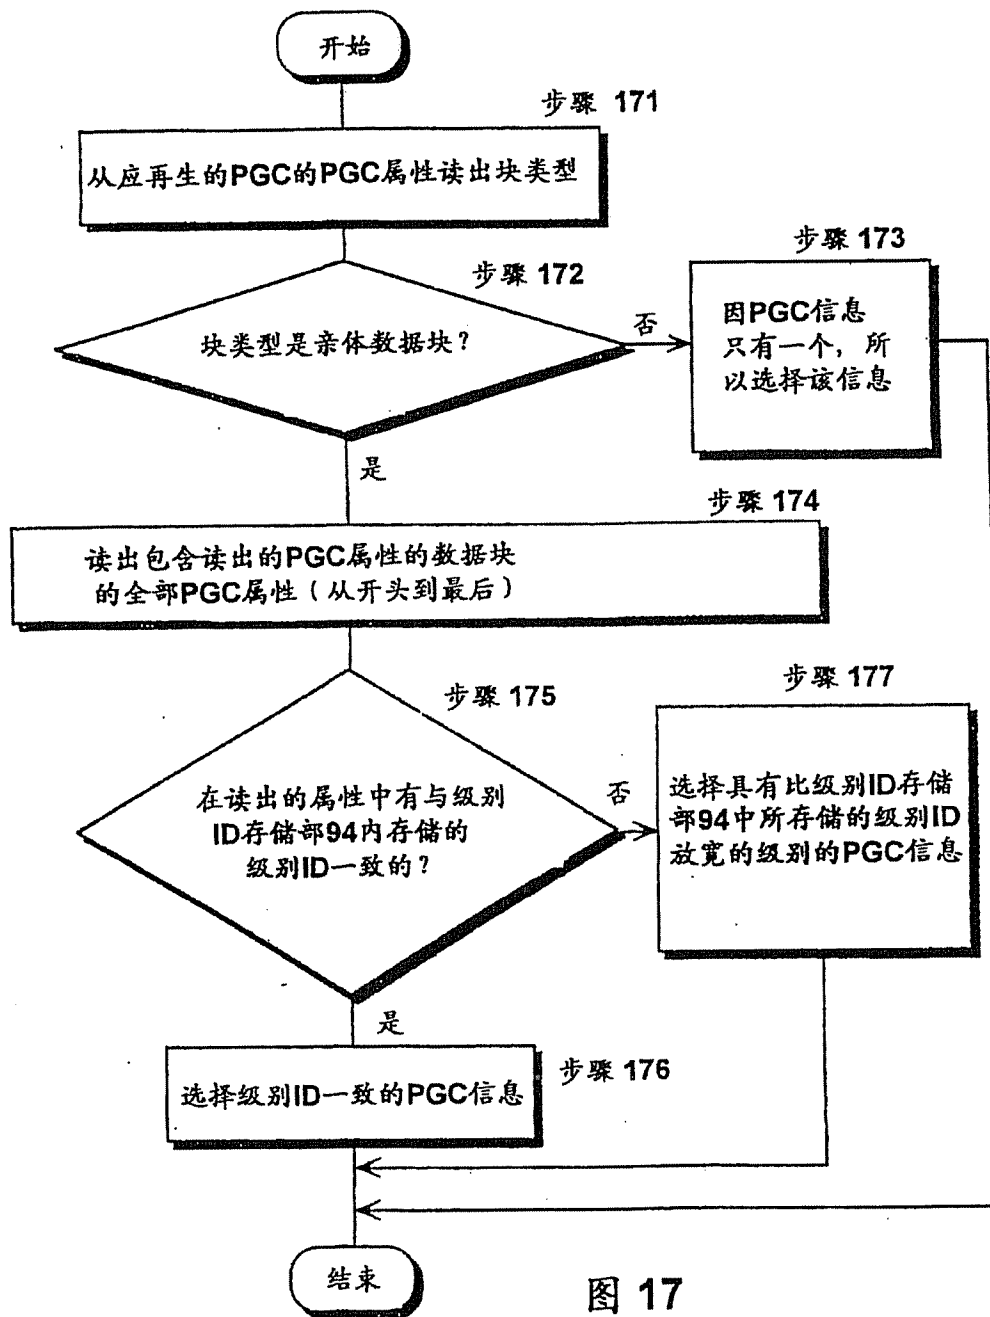 开始
步骤 171
从应再生的PGC的PGC属性读出块类型
步骤 172
块类型是亲体数据块？
否
步骤 173
因PGC信息
只有一个，所
以选择该信息
是
步骤 174
读出包含读出的PGC属性的数据块
的全部PGC属性（从开头到最后）
步骤 175
在读出的属性中有与级别
ID存储部94内存储的
级别ID一致的？
否
步骤 177
选择具有比级别ID存储
部94中所存储的级别ID
放宽的级别的PGC信息
是
步骤 176
选择级别ID一致的PGC信息
结束
图 17